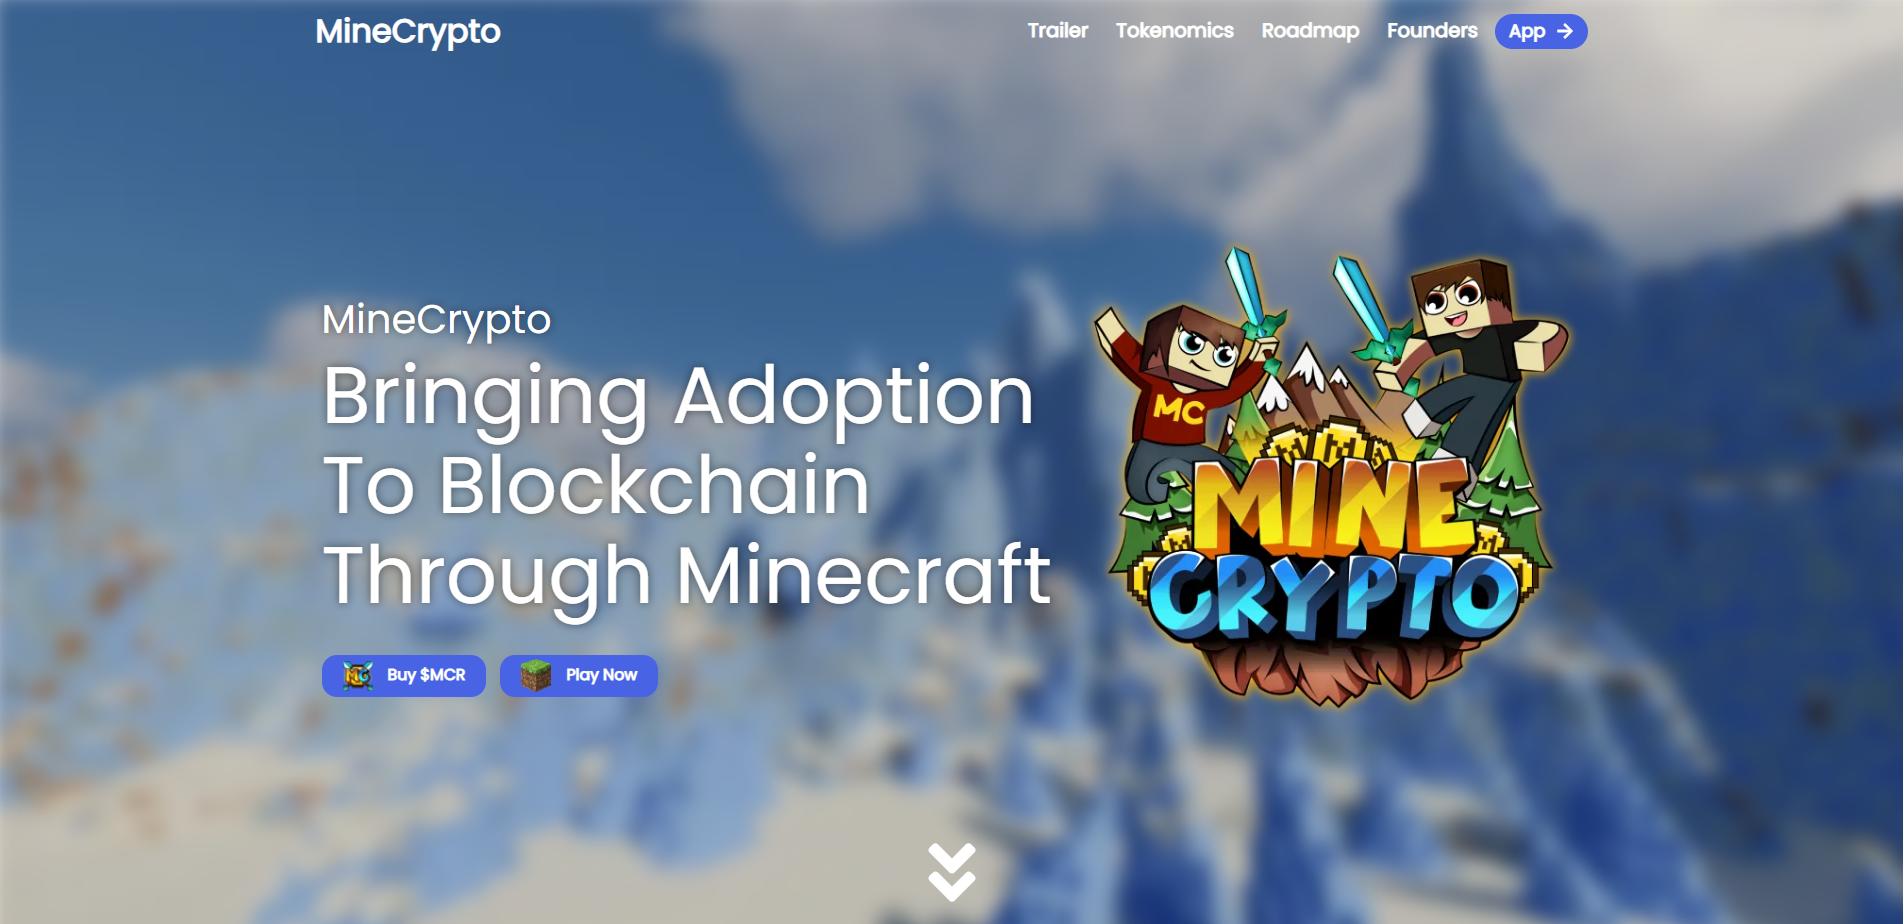 MineCrypto
Trailer
Tokenomics
Roadmap
Founders
App
MineCrypto
Bringing Adoption
To Blockchain
Through Minecraft
Buy $MCR
Play Now
MC
MINE
CRYPTO